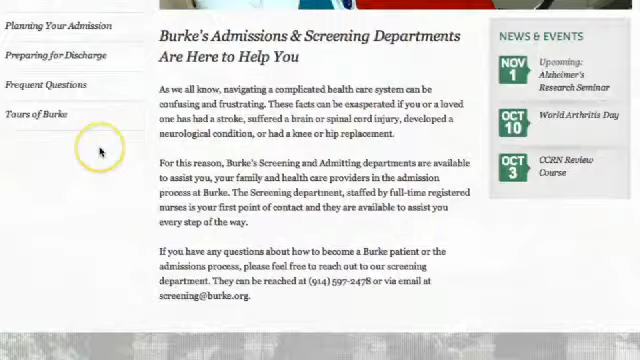 Planning Your Admission
Preparing for Discharge
Frequent Questions
Tours of Burke
Burke's Admissions & Screening Departments
Are Here to Help You
As we all know, navigating a complicated health care system can be
confusing and frustrating. These facts can be exasperated if you or a loved
one has had a stroke, suffered a brain or spinal cord injury, developed a
neurological condition, or had a knee or hip replacement.
For this reason, Burke's Screening and Admitting departments are available
to assist you, your family and health care providers in the admission
process at Burke. The Screening department, staffed by full-time registered
nurses is your first point of contact and they are available to assist you
every step of the way.
If you have any questions about how to become a Burke patient or the
admissions process, please feel free to reach out to our screening
department. They can be reached at (914) 597-2478 or via email at
screening@burke.org.
NEWS & EVENTS
NOV
1
Upcoming:
Alzheimer's
Research Seminar
OCT
10
World Arthritis Day
OCT
3
CCRN Review
Course